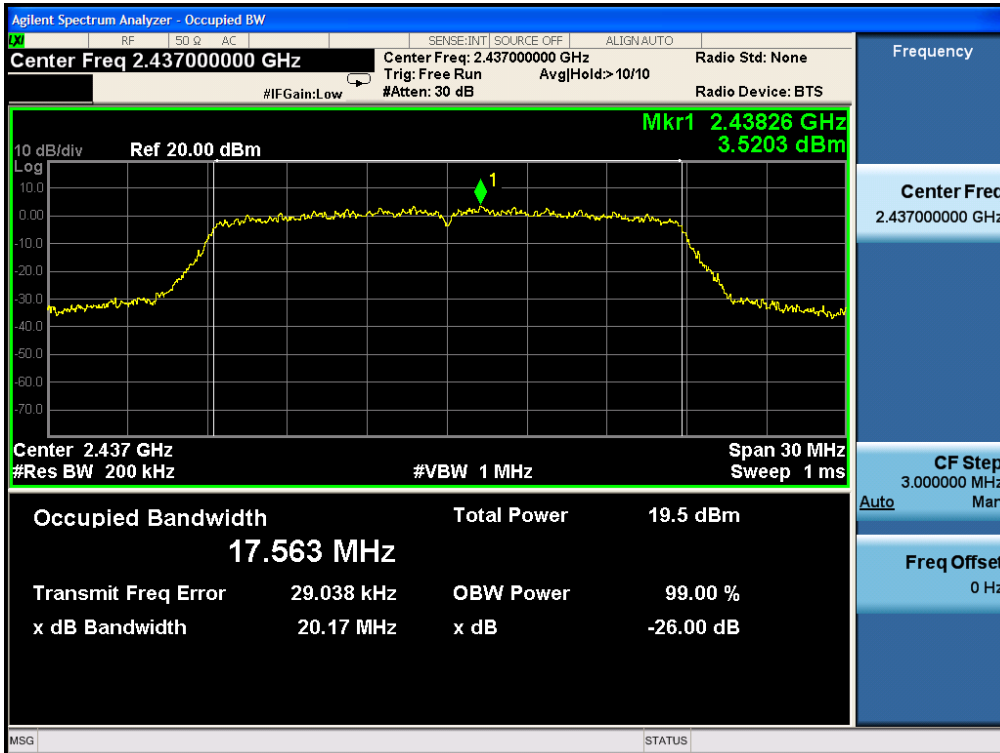 Agilent Spectrum Analyzer - Occupied BW
LXI RF 50 Ω AC SENSE:INT SOURCE OFF ALIGNAUTO
Center Freq 2.437000000 GHz
Center Freq: 2.437000000 GHz
Radio Std: None
Trig: Free Run
Avg|Hold:>10/10
#IFGain:Low
#Atten: 30 dB
Radio Device: BTS
Mkr1 2.43826 GHz
3.5203 dBm
10 dB/div
Ref 20.00 dBm
Log
1
10.0
0.00
-10.0
-20.0
-30.0
-40.0
-50.0
-60.0
-70.0
Center 2.437 GHz
Span 30 MHz
#Res BW 200 kHz
#VBW 1 MHz
Sweep 1 ms
Occupied Bandwidth
17.563 MHz
Total Power 19.5 dBm
Transmit Freq Error 29.038 kHz
OBW Power 99.00 %
x dB Bandwidth 20.17 MHz
x dB -26.00 dB
MSG
STATUS
Frequency
Center Freq
2.437000000 GHz
CF Step
3.000000 MHz
Auto Man
Freq Offset
0 Hz